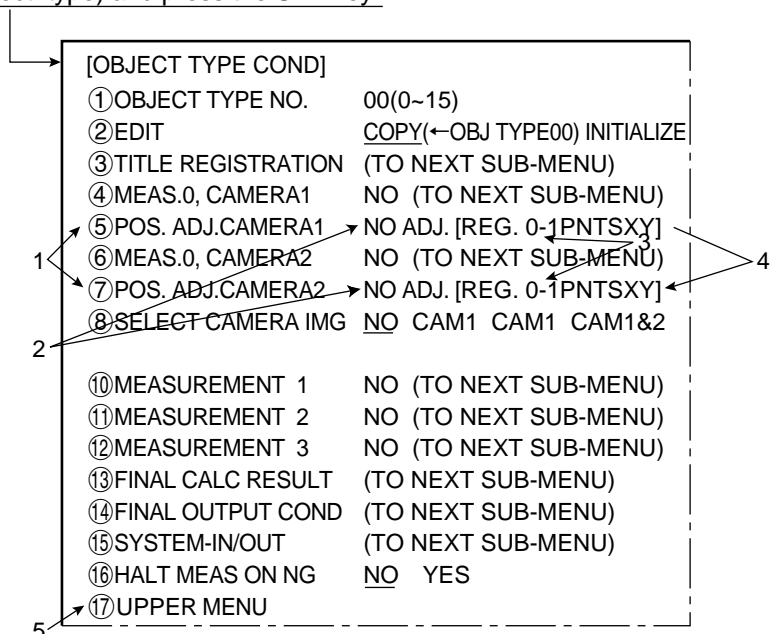 [OBJECT TYPE COND]
①OBJECT TYPE NO. 00(0~15)
②EDIT COPY(←OBJ TYPE00) INITIALIZE
③TITLE REGISTRATION (TO NEXT SUB-MENU)
④MEAS.0, CAMERA1 NO (TO NEXT SUB-MENU)
⑤POS. ADJ.CAMERA1 NO ADJ. [REG. 0-1PNTSXY]
⑥MEAS.0, CAMERA2 NO (TO NEXT SUB-MENU)
⑦POS. ADJ.CAMERA2 NO ADJ. [REG. 0-1PNTSXY]
⑧SELECT CAMERA IMG NO CAM1 CAM1 CAM1&2
⑩MEASUREMENT 1 NO (TO NEXT SUB-MENU)
⑪MEASUREMENT 2 NO (TO NEXT SUB-MENU)
⑫MEASUREMENT 3 NO (TO NEXT SUB-MENU)
⑬FINAL CALC RESULT (TO NEXT SUB-MENU)
⑭FINAL OUTPUT COND (TO NEXT SUB-MENU)
⑮SYSTEM-IN/OUT (TO NEXT SUB-MENU)
⑯HALT MEAS ON NG NO YES
⑰UPPER MENU
1
2
3
4
5